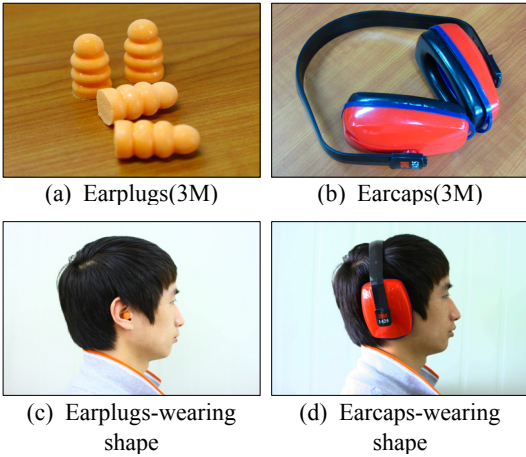 (a) Earplugs(3M)
(b) Earcaps(3M)
(c) Earplugs-wearing
shape
(d) Earcaps-wearing
shape